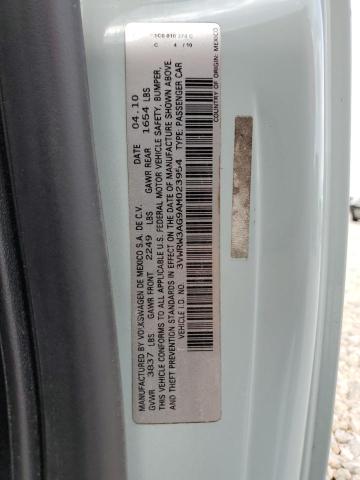 1C0 010 274 C
C 4 / 10
MANUFACTURED BY VOLKSWAGEN DE MEXICO S.A. DE C.V. DATE 04.10
GVWR 3837 LBS GAWR FRONT 2249 LBS GAWR REAR 1654 LBS
THIS VEHICLE CONFORMS TO ALL APPLICABLE U.S. FEDERAL MOTOR VEHICLE SAFETY, BUMPER,
AND THEFT PREVENTION STANDARDS IN EFFECT ON THE DATE OF MANUFACTURE SHOWN ABOVE.
VEHICLE I.D. NO. 3VWRW3AG9AM023954 TYPE: PASSENGER CAR
COUNTRY OF ORIGIN: MEXICO